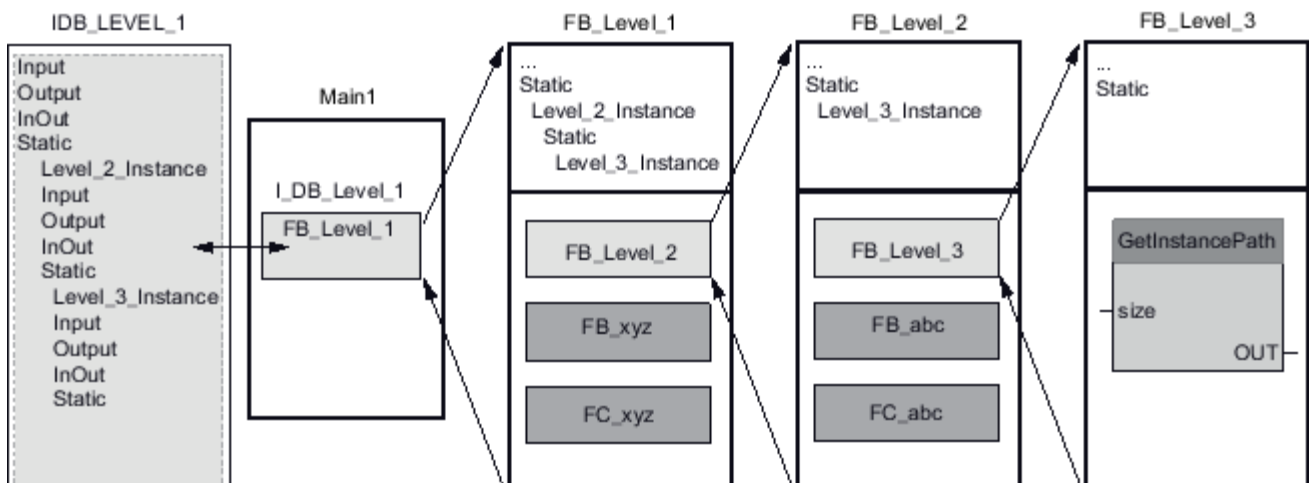 IDB_LEVEL_1
Input
Output
InOut
Static
Level_2_Instance
Input
Output
InOut
Static
Level_3_Instance
Input
Output
InOut
Static
Main1
I_DB_Level_1
FB_Level_1
FB_Level_1
...
Static
Level_2_Instance
Static
Level_3_Instance
FB_Level_2
FB_xyz
FC_xyz
FB_Level_2
...
Static
Level_3_Instance
FB_Level_3
FB_abc
FC_abc
FB_Level_3
...
Static
GetInstancePath
size
OUT